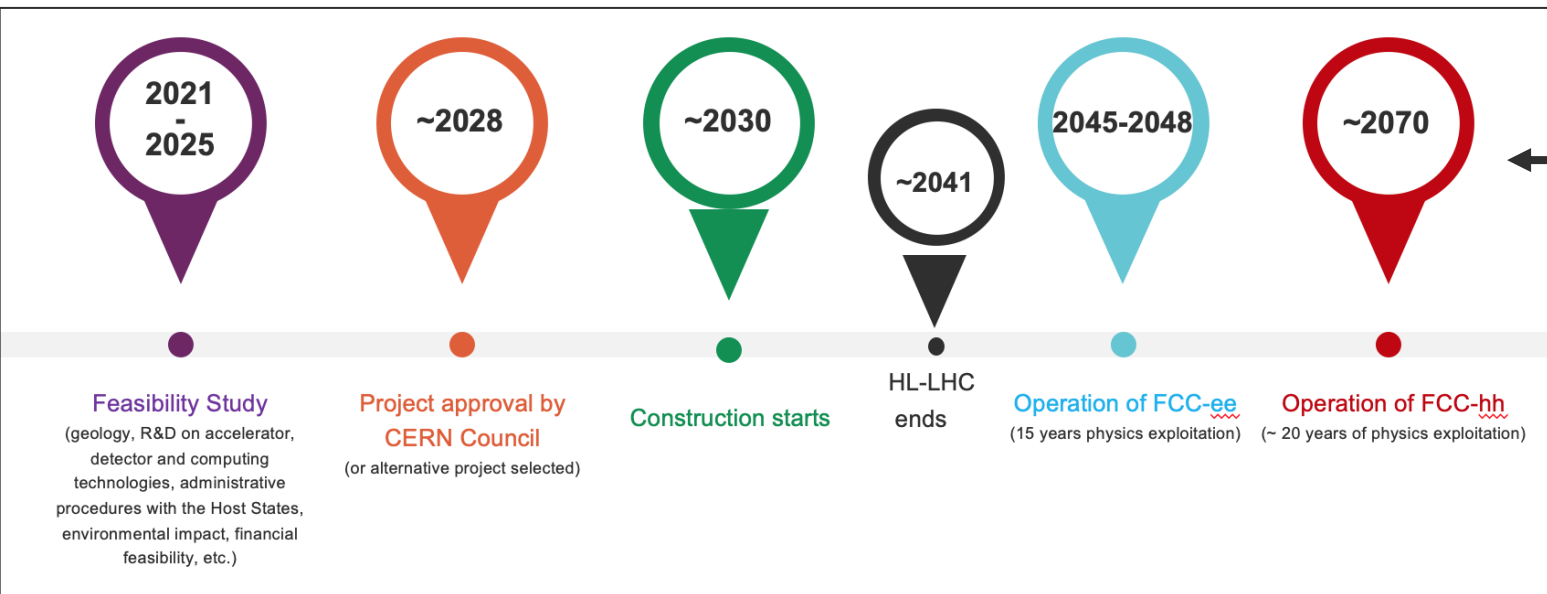 2021
-
2025
~2028
~2030
~2041
2045-2048
~2070
Feasibility Study
(geology, R&D on accelerator,
detector and computing
technologies, administrative
procedures with the Host States,
environmental impact, financial
feasibility, etc.)
Project approval by
CERN Council
(or alternative project selected)
Construction starts
HL-LHC
ends
Operation of FCC-ee
(15 years physics exploitation)
Operation of FCC-hh
(~ 20 years of physics exploitation)